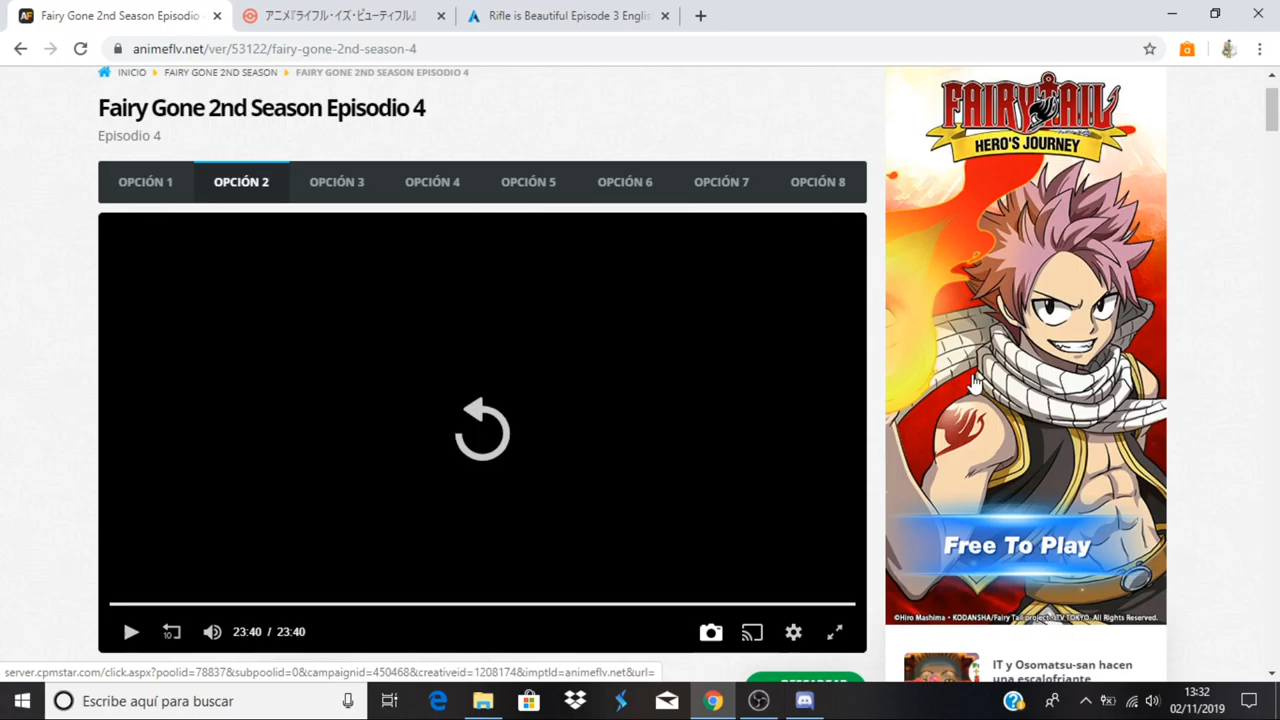 Fairy Gone 2nd Season Episodio
アニメ『ライフル・イズ・ビューティフル』
Rifle is Beautiful Episode 3 Englis
animeflv.net/ver/53122/fairy-gone-2nd-season-4
INICIO FAIRY GONE 2ND SEASON FAIRY GONE 2ND SEASON EPISODIO 4
Fairy Gone 2nd Season Episodio 4
Episodio 4
OPCIÓN 1 OPCIÓN 2 OPCIÓN 3 OPCIÓN 4 OPCIÓN 5 OPCIÓN 6 OPCIÓN 7 OPCIÓN 8
10
23:40 / 23:40
FAIRY TAIL
HERO'S JOURNEY
Free To Play
©Hiro Mashima • KODANSHA/Fairy Tail project • TV TOKYO. All Rights Reserved.
IT y Osomatsu-san hacen
una escalofriante
DESCARGAR
server.cpmstar.com/click.aspx?poolid=78837&subpoolid=0&campaignid=450468&creativeid=1208174&imptId=animeflv.net&url=
Escribe aquí para buscar
13:32
02/11/2019